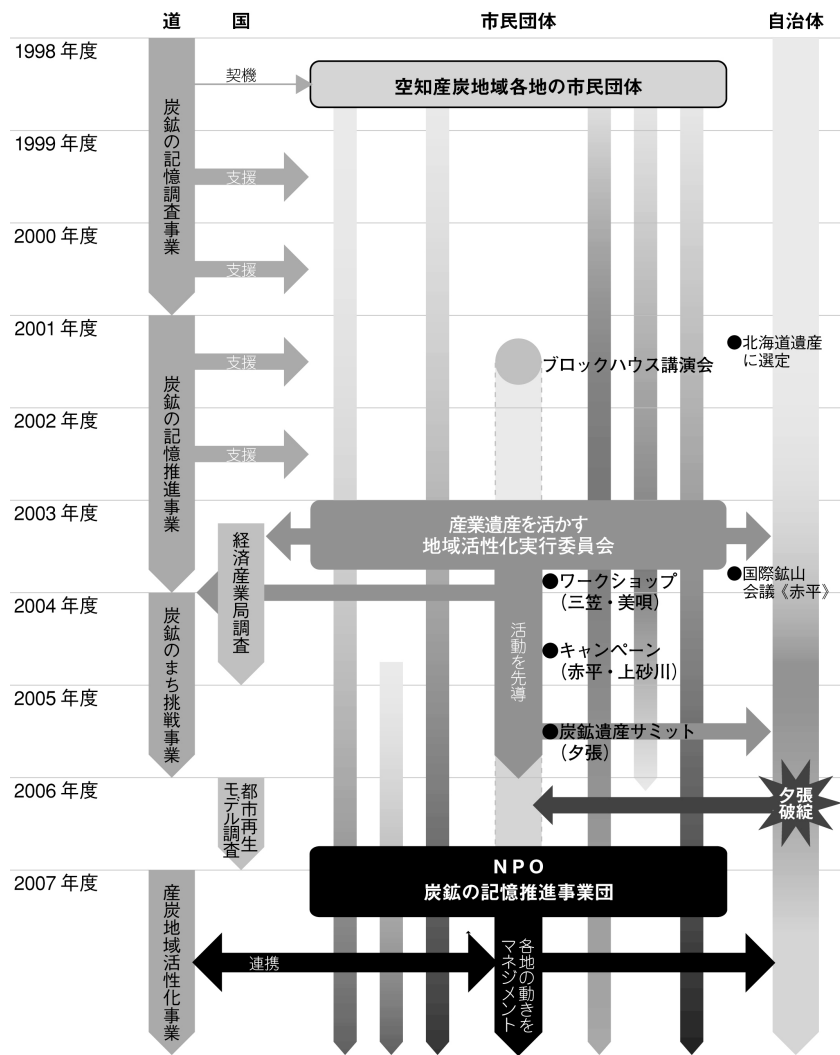 道
国
市民団体
自治体
1998 年度
契機
空知産炭地域各地の市民団体
炭鉱の記憶調査事業
1999 年度
支援
2000 年度
支援
2001 年度
支援
ブロックハウス講演会
●北海道遺産
に選定
炭鉱の記憶推進事業
2002 年度
支援
2003 年度
産業遺産を活かす
地域活性化実行委員会
経済産業局調査
●ワークショップ
（三笠・美唄）
●国際鉱山
会議《赤平》
2004 年度
炭鉱のまち挑戦事業
活動を先導
●キャンペーン
（赤平・上砂川）
2005 年度
●炭鉱遺産サミット
（夕張）
2006 年度
都市再生
モデル調査
夕張
破綻
2007 年度
NPO
炭鉱の記憶推進事業団
産炭地域活性化事業
連携
各地の動きを
マネジメント